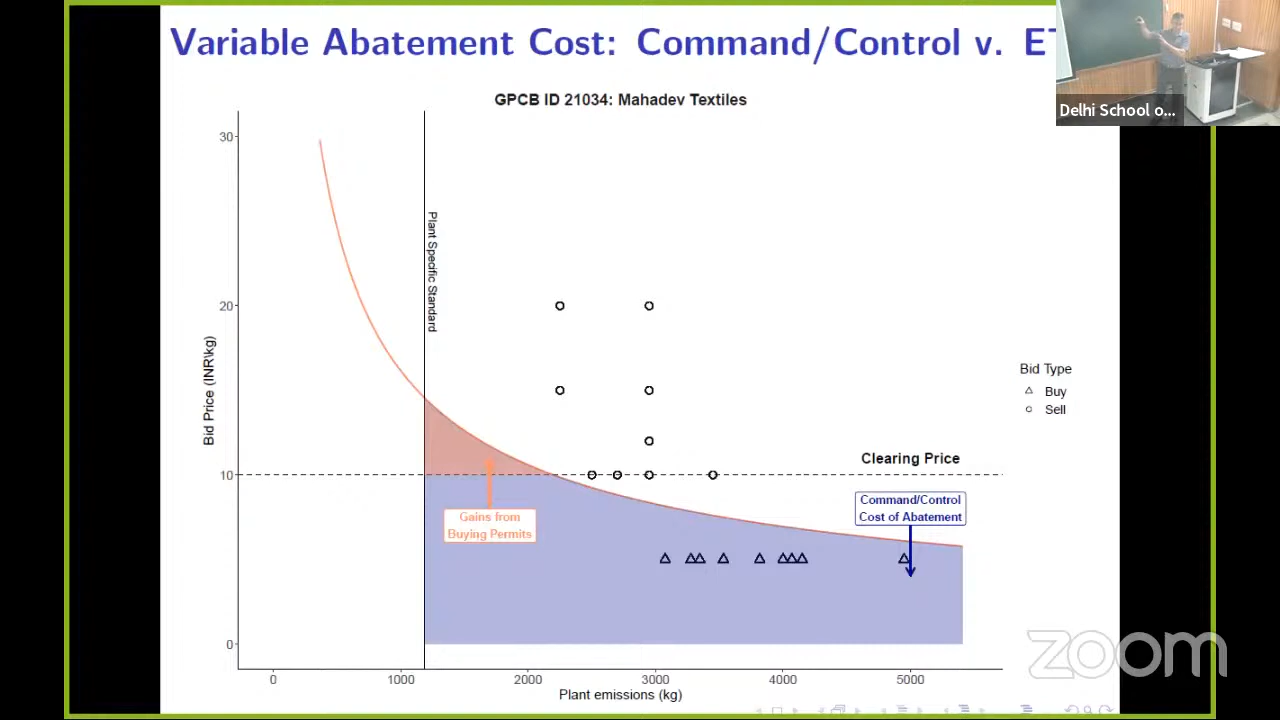 Variable Abatement Cost: Command/Control v. ET
Delhi School o...
GPCB ID 21034: Mahadev Textiles
30
20
10
0
Bid Price (INR\kg)
Plant Specific Standard
Gains from
Buying Permits
Clearing Price
Command/Control
Cost of Abatement
Bid Type
Buy
Sell
0
1000
2000
3000
4000
5000
Plant emissions (kg)
zoom